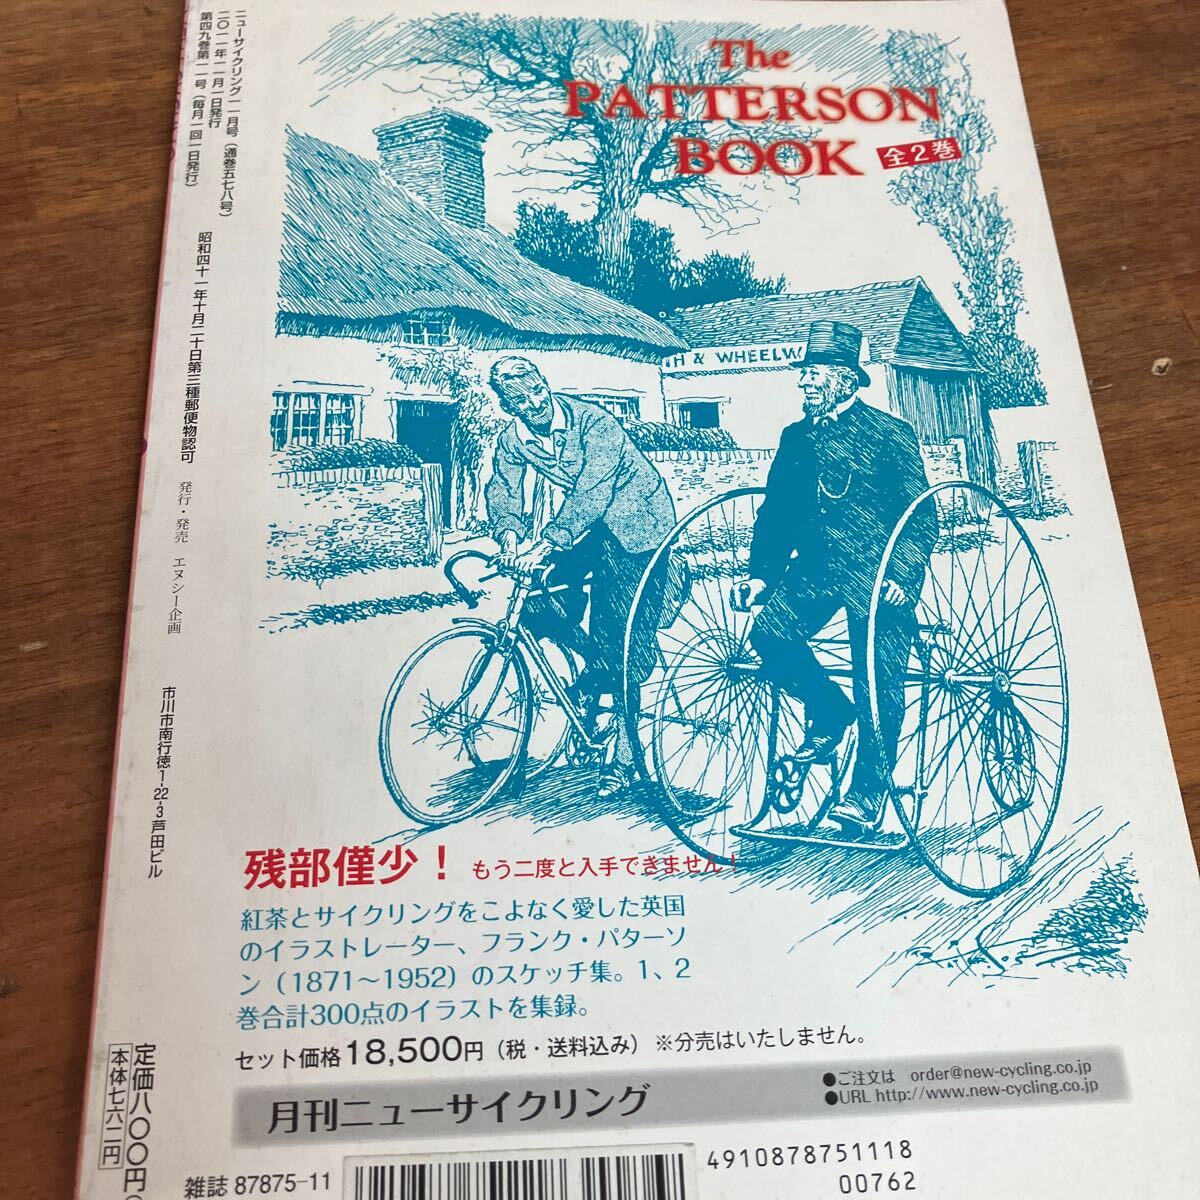 The
PATTERSON
BOOK 全2巻
TH & WHEELW
ニューサイクリング一一月号(通巻五七八号)
二〇一一年一一月一日発行
第四九巻第一一号(毎月一回一日発行)
昭和四十一年十月二十日第三種郵便物認可
発行・発売 エヌシー企画
市川市南行徳1-22-3芦田ビル
残部僅少! もう二度と入手できません!
紅茶とサイクリングをこよなく愛した英国
のイラストレーター、フランク・パターソ
ン(1871〜1952)のスケッチ集。1、2
巻合計300点のイラストを集録。
セット価格18,500円(税・送料込み) ※分売はいたしません。
月刊ニューサイクリング
●ご注文は order@new-cycling.co.jp
●URL http://www.new-cycling.co.jp
定価八〇〇円
本体七六二円
雑誌 87875-11
4910878751118
00762